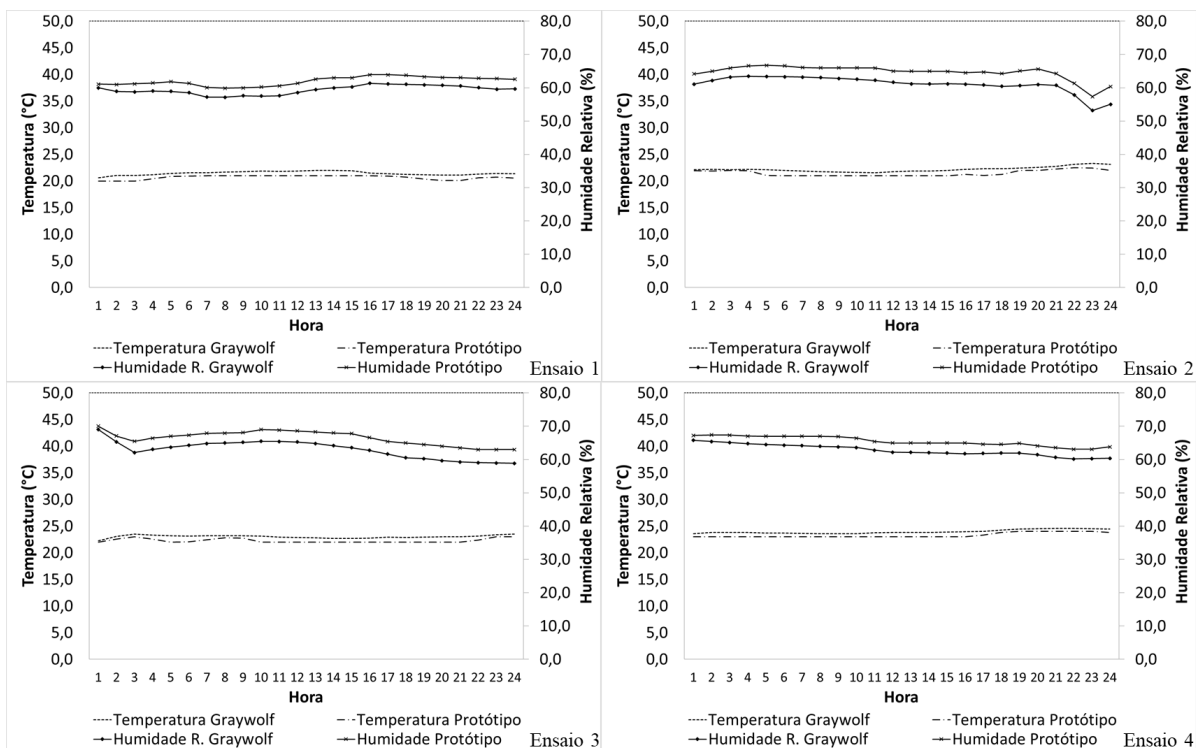 50,0 80,0
45,0 70,0
40,0 60,0
35,0 50,0
30,0
25,0 40,0
20,0 30,0
15,0 20,0
10,0
5,0 10,0
0,0 0,0
Temperatura (°C)
Humidade Relativa (%)
1 2 3 4 5 6 7 8 9 10 11 12 13 14 15 16 17 18 19 20 21 22 23 24
Hora
Temperatura Graywolf Temperatura Protótipo
Humidade R. Graywolf Humidade Protótipo
Ensaio 1
50,0 80,0
45,0 70,0
40,0 60,0
35,0 50,0
30,0
25,0 40,0
20,0 30,0
15,0 20,0
10,0
5,0 10,0
0,0 0,0
Temperatura (°C)
Humidade Relativa (%)
1 2 3 4 5 6 7 8 9 10 11 12 13 14 15 16 17 18 19 20 21 22 23 24
Hora
Temperatura Graywolf Temperatura Protótipo
Humidade R. Graywolf Humidade Protótipo
Ensaio 2
50,0 80,0
45,0 70,0
40,0 60,0
35,0 50,0
30,0
25,0 40,0
20,0 30,0
15,0 20,0
10,0
5,0 10,0
0,0 0,0
Temperatura (°C)
Humidade Relativa (%)
1 2 3 4 5 6 7 8 9 10 11 12 13 14 15 16 17 18 19 20 21 22 23 24
Hora
Temperatura Graywolf Temperatura Protótipo
Humidade R. Graywolf Humidade Protótipo
Ensaio 3
50,0 80,0
45,0 70,0
40,0 60,0
35,0 50,0
30,0
25,0 40,0
20,0 30,0
15,0 20,0
10,0
5,0 10,0
0,0 0,0
Temperatura (°C)
Humidade Relativa (%)
1 2 3 4 5 6 7 8 9 10 11 12 13 14 15 16 17 18 19 20 21 22 23 24
Hora
Temperatura Graywolf Temperatura Protótipo
Humidade R. Graywolf Humidade Protótipo
Ensaio 4